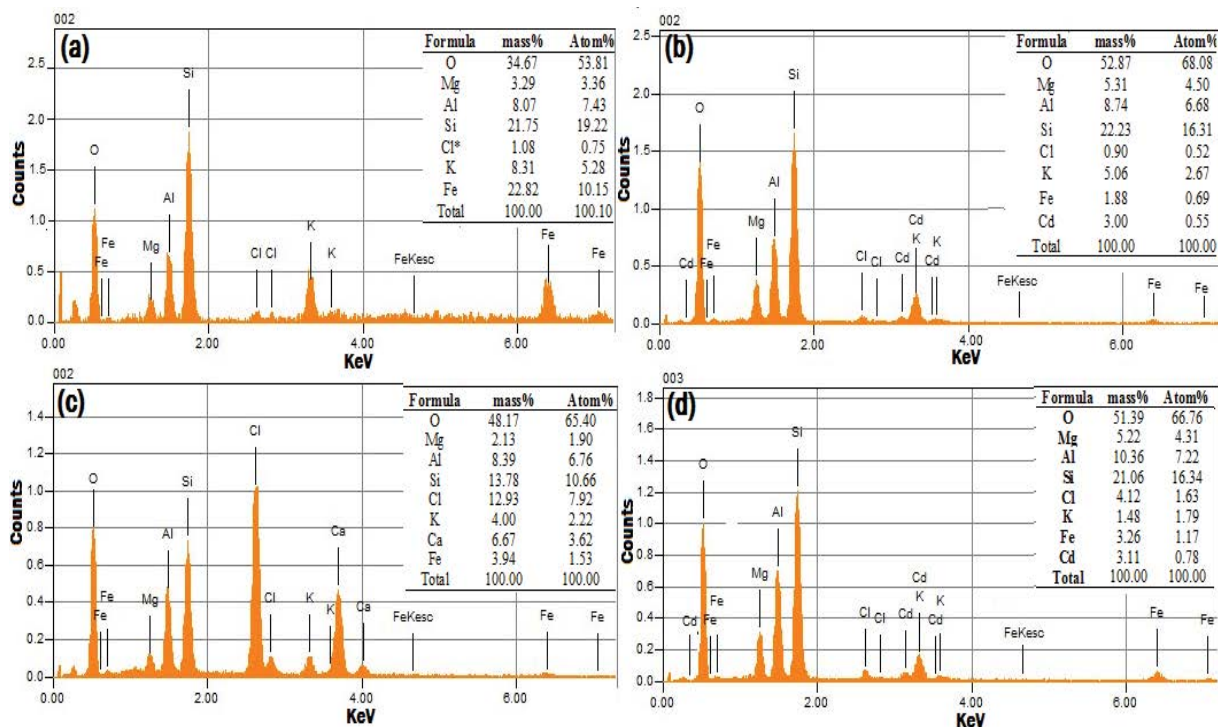 002
(a)
Formula mass% Atom%
O 34.67 53.81
Mg 3.29 3.36
Al 8.07 7.43
Si 21.75 19.22
Cl* 1.08 0.75
K 8.31 5.28
Fe 22.82 10.15
Total 100.00 100.10
Counts
2.5
2.0
1.5
1.0
0.5
0.0
Si
O
Al
Fe
Fe
Mg
Cl Cl
K
K
FeKesc
Fe
Fe
0.00 2.00 4.00 6.00
KeV
002
(b)
Formula mass% Atom%
O 52.87 68.08
Mg 5.31 4.50
Al 8.74 6.68
Si 22.23 16.31
Cl 0.90 0.52
K 5.06 2.67
Fe 1.88 0.69
Cd 3.00 0.55
Total 100.00 100.00
Counts
2.5
2.0
1.5
1.0
0.5
0.0
Si
O
Al
Mg
Cd
Fe
Fe
Cl
Cl
Cd
Cd
K
K
Cd
FeKesc
Fe
Fe
0.00 2.00 4.00 6.00
KeV
002
(c)
Formula mass% Atom%
O 48.17 65.40
Mg 2.13 1.90
Al 8.39 6.76
Si 13.78 10.66
Cl 12.93 7.92
K 4.00 2.22
Ca 6.67 3.62
Fe 3.94 1.53
Total 100.00 100.00
Counts
1.4
1.2
1.0
0.8
0.6
0.4
0.2
0.0
Cl
O
Si
Al
Ca
Fe
Fe
Mg
Cl
K
K
Ca
FeKesc
Fe
Fe
0.00 2.00 4.00 6.00
KeV
003
(d)
Formula mass% Atom%
O 51.39 66.76
Mg 5.22 4.31
Al 10.36 7.22
Si 21.06 16.34
Cl 4.12 1.63
K 1.48 1.79
Fe 3.26 1.17
Cd 3.11 0.78
Total 100.00 100.00
Counts
1.8
1.6
1.4
1.2
1.0
0.8
0.6
0.4
0.2
0.0
Si
O
Al
Mg
Cd
Fe
Fe
Cl
Cl
Cd
Cd
K
K
Cd
FeKesc
Fe
Fe
0.00 2.00 4.00 6.00
KeV